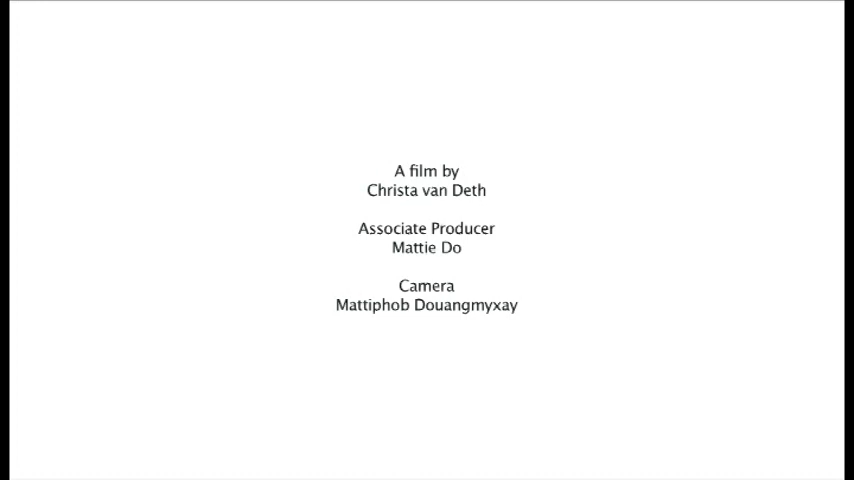 A film by
Christa van Deth
Associate Producer
Mattie Do
Camera
Mattiphob Douangmyxay